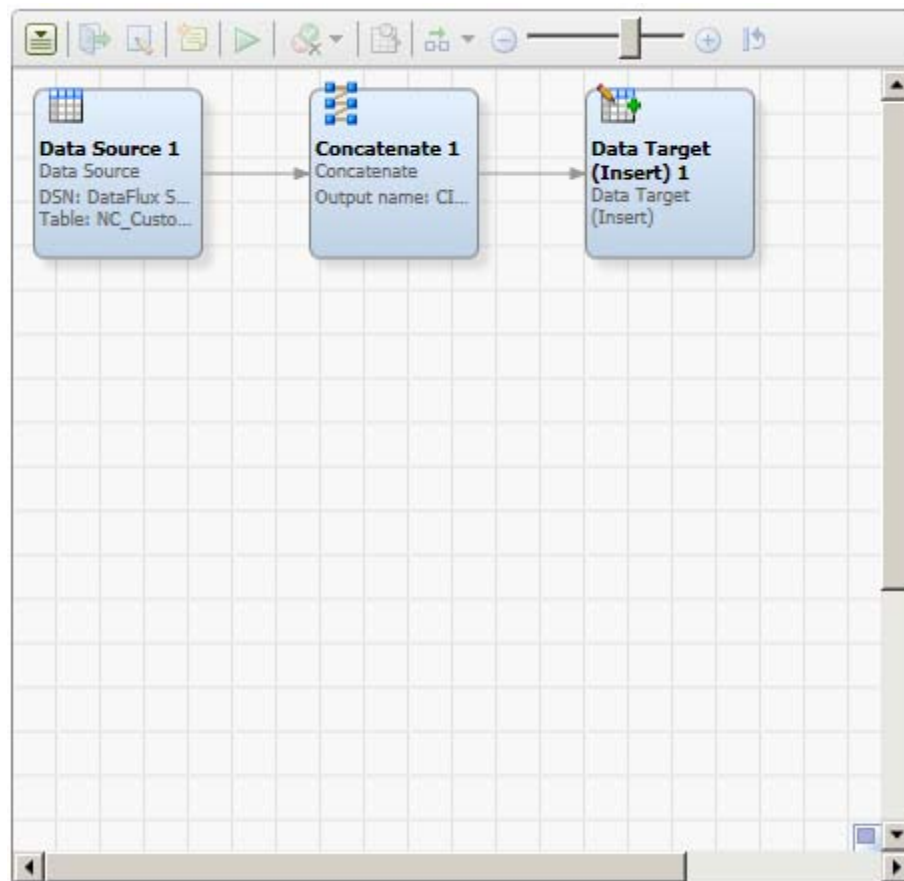 Data Source 1
Data Source
DSN: DataFlux S...
Table: NC_Custo...
Concatenate 1
Concatenate
Output name: CI...
Data Target
(Insert) 1
Data Target
(Insert)